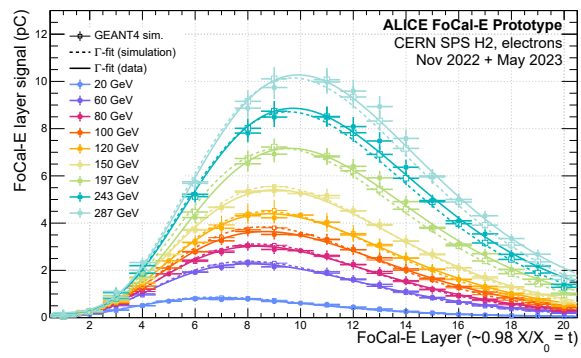 ALICE FoCal-E Prototype
CERN SPS H2, electrons
Nov 2022 + May 2023
GEANT4 sim.
Γ-fit (simulation)
Γ-fit (data)
20 GeV
60 GeV
80 GeV
100 GeV
120 GeV
150 GeV
197 GeV
243 GeV
287 GeV
FoCal-E layer signal (pC)
12
10
8
6
4
2
0
2 4 6 8 10 12 14 16 18 20
FoCal-E Layer (~0.98 X/X₀ = t)